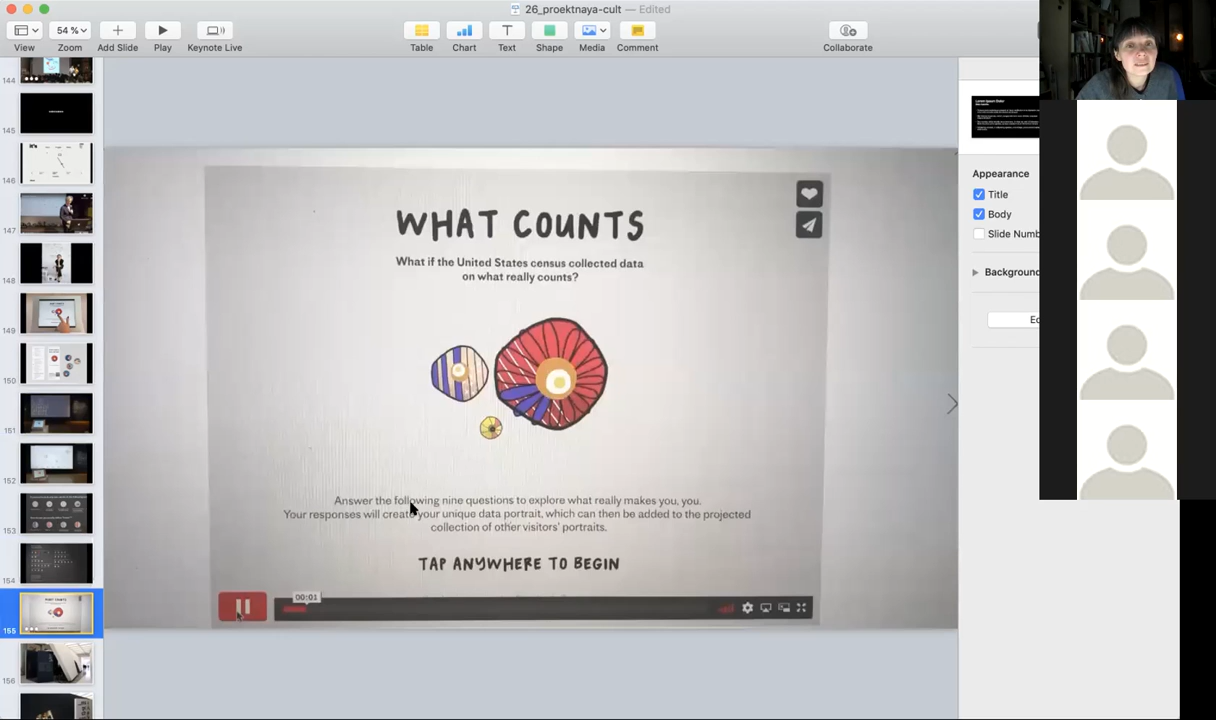 26_proektnaya-cult — Edited
54 %
View
Zoom
Add Slide
Play
Keynote Live
Table
Chart
Text
Shape
Media
Comment
Collaborate
144
145
146
147
148
149
150
151
152
153
154
155
156
WHAT COUNTS
What if the United States census collected data
on what really counts?
Answer the following nine questions to explore what really makes you, you.
Your responses will create your unique data portrait, which can then be added to the projected
collection of other visitors' portraits.
TAP ANYWHERE TO BEGIN
00:01
Appearance
Title
Body
Slide Numb
Background